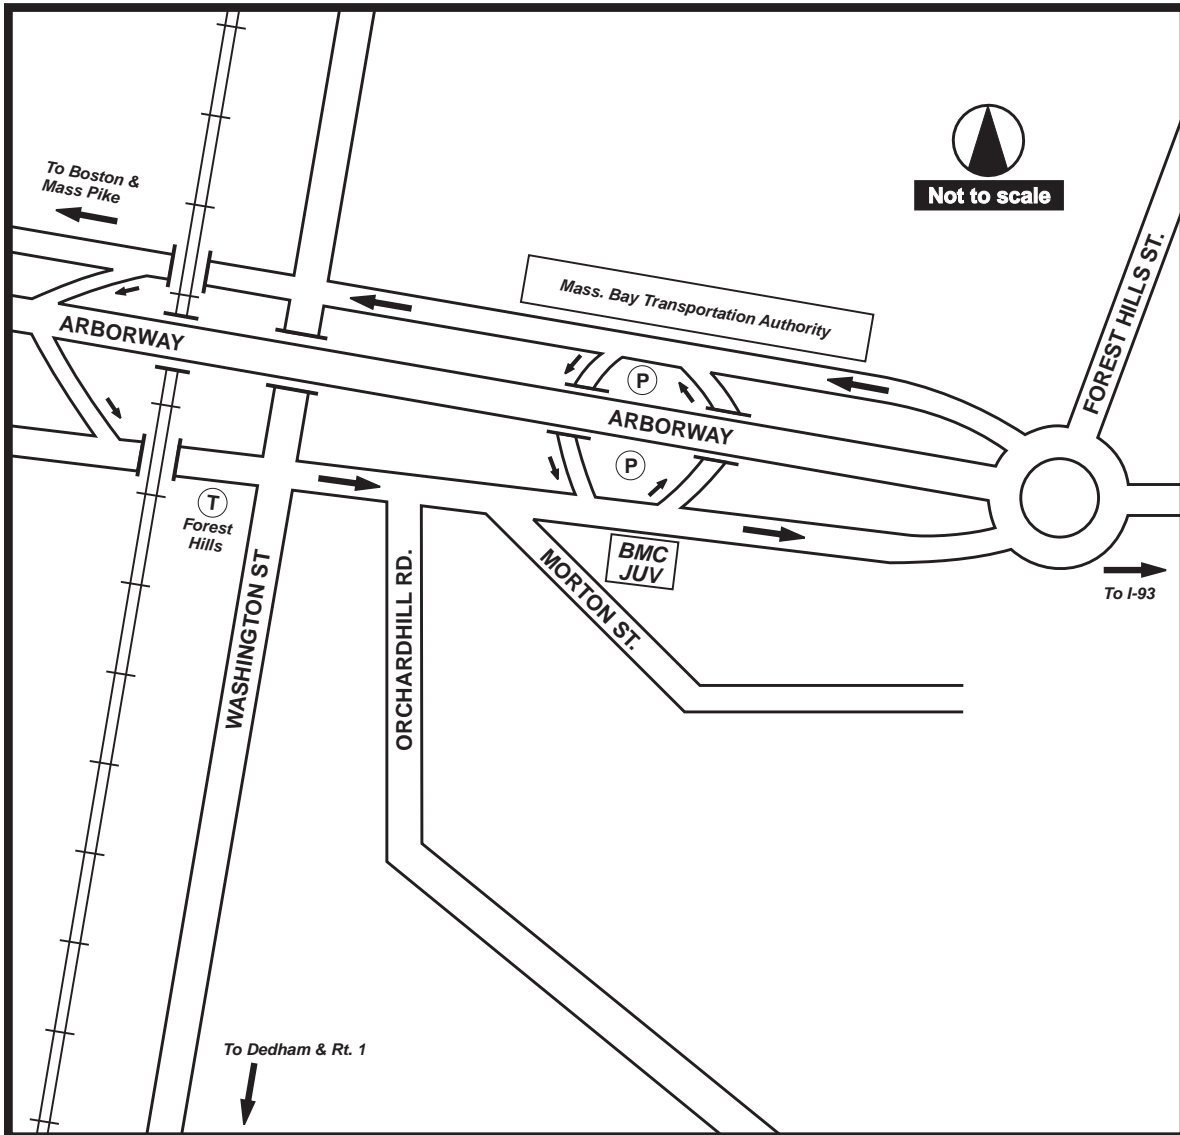 To Boston &
Mass Pike
Not to scale
Mass. Bay Transportation Authority
FOREST HILLS ST.
ARBORWAY
P
ARBORWAY
P
T
Forest
Hills
BMC
JUV
To I-93
MORTON ST.
WASHINGTON ST
ORCHARDHILL RD.
To Dedham & Rt. 1